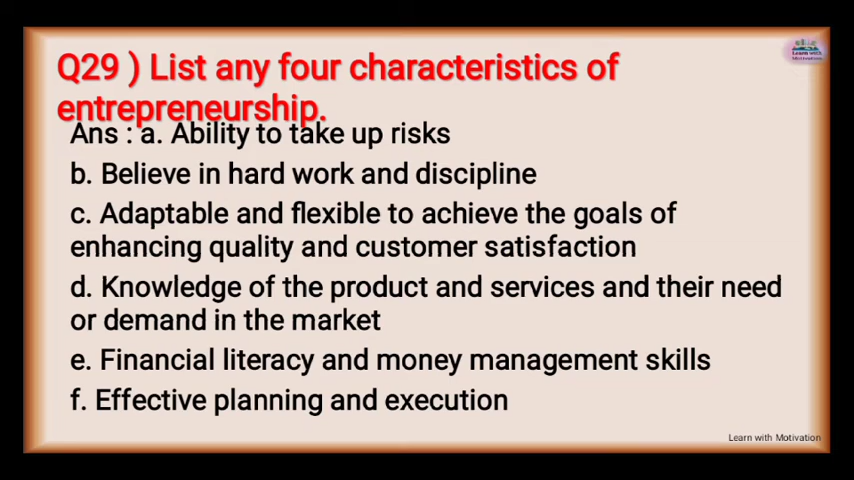 Learn with
Motivation
Q29 ) List any four characteristics of
entrepreneurship.
Ans : a. Ability to take up risks
b. Believe in hard work and discipline
c. Adaptable and flexible to achieve the goals of
enhancing quality and customer satisfaction
d. Knowledge of the product and services and their need
or demand in the market
e. Financial literacy and money management skills
f. Effective planning and execution
Learn with Motivation